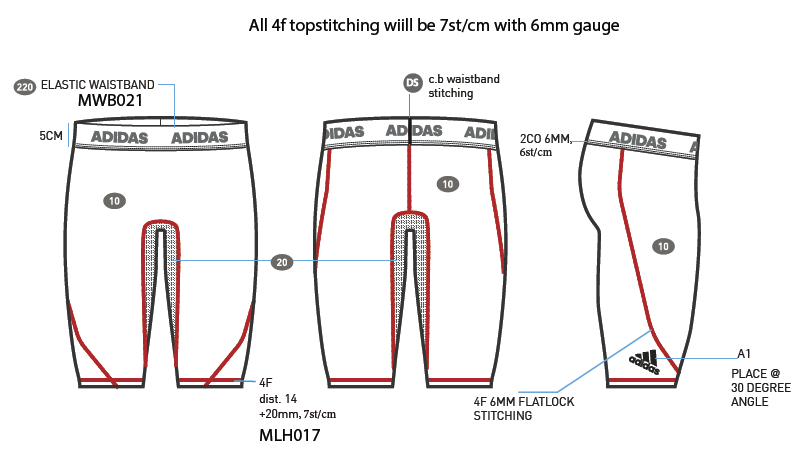 All 4f topstitching wiill be 7st/cm with 6mm gauge
220 ELASTIC WAISTBAND
MWB021
DS c.b waistband
stitching
5CM
ADIDAS ADIDAS
DIDAS ADIDAS ADI
2CO 6MM,
6st/cm
ADIDAS A
10
10
10
20
adidas
A1
PLACE @
30 DEGREE
ANGLE
4F
dist. 14
+20mm, 7st/cm
MLH017
4F 6MM FLATLOCK
STITCHING